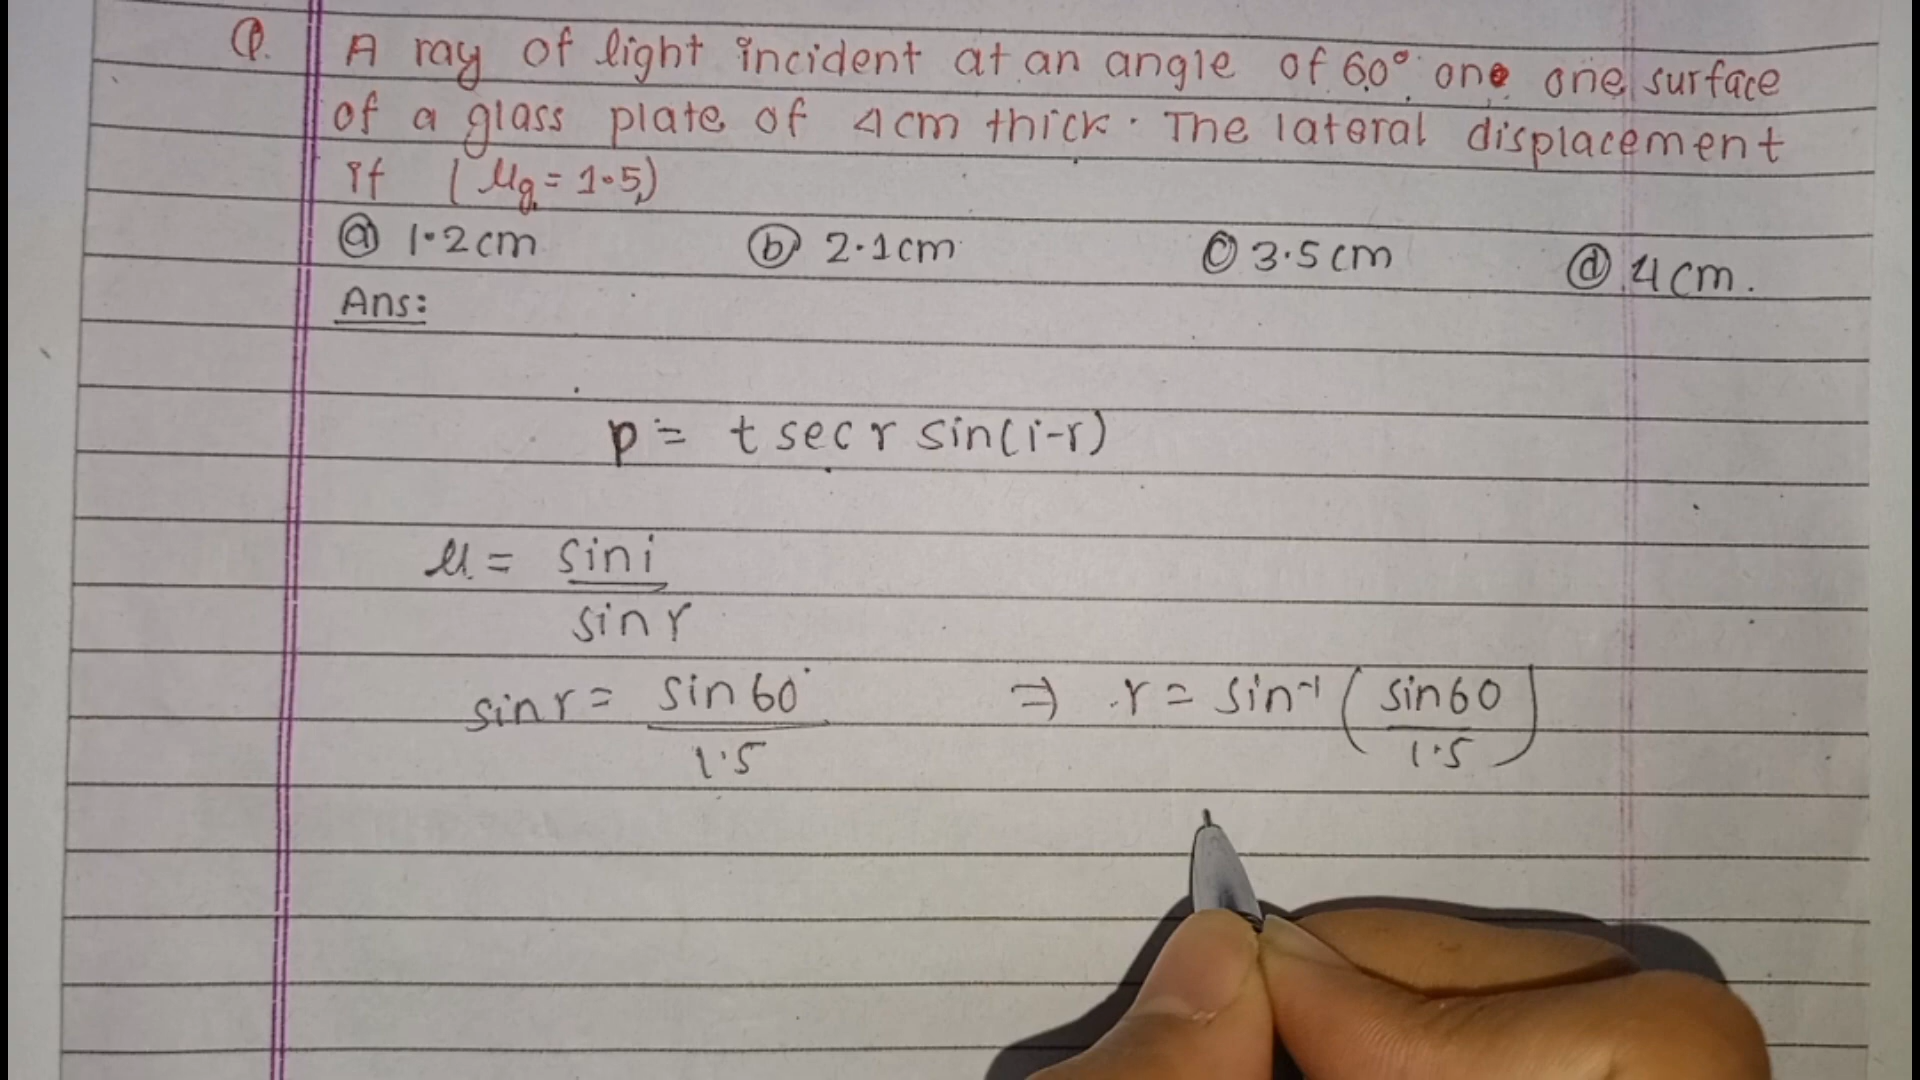 Q. A ray of light incident at an angle of 60° one one surface
of a glass plate of 4cm thick. The lateral displacement
if (μg = 1.5)
ⓐ 1.2cm ⓑ 2.1cm ⓒ 3.5cm ⓓ 4cm.
Ans:
p = t sec r sin(i-r)
μ = sin i
sin r
sin r = sin 60° ⇒ r = sin⁻¹ (sin 60
1.5 1.5)